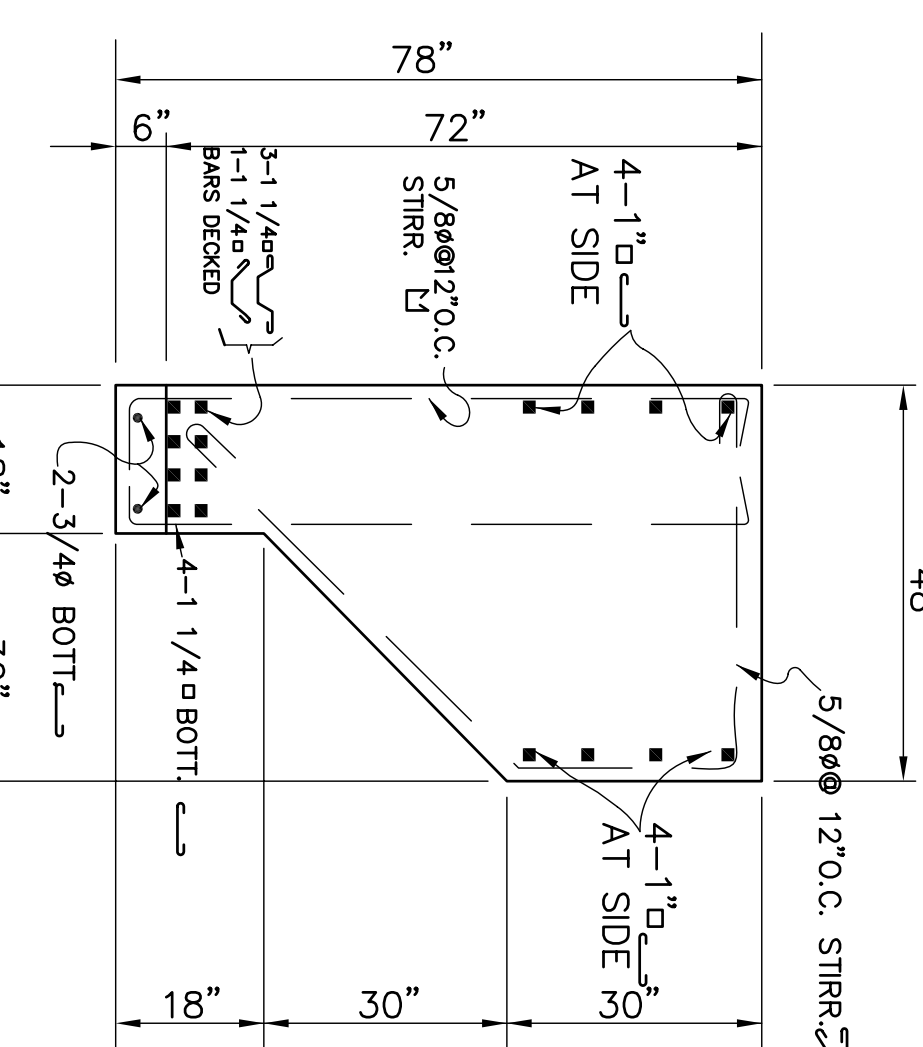 78”
6”
72”
4–1”□
AT SIDE
5/8ø@12”O.C.
STIRR.
3–1 1/4□
1–1 1/4□
BARS DECKED
2–3/4ø BOTT.
4–1 1/4□BOTT.
5/8ø@ 12”O.C. STIRR.
4–1”□
AT SIDE
18”
30”
30”